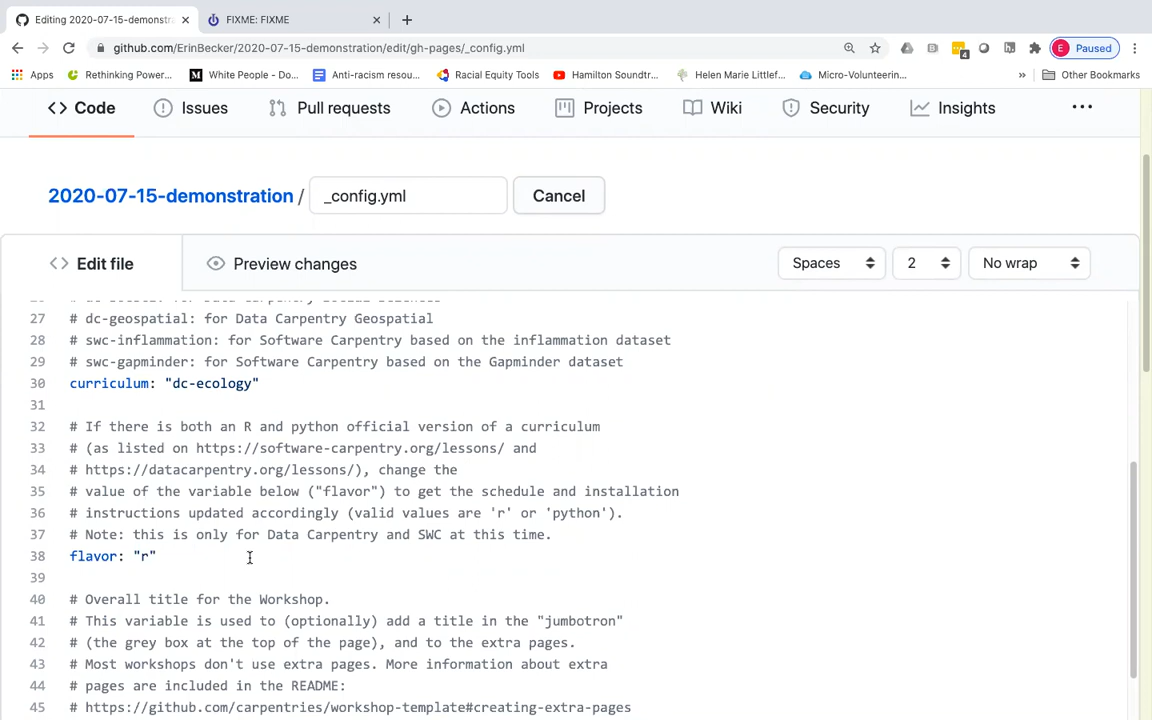 Editing 2020-07-15-demonstra
FIXME: FIXME
github.com/ErinBecker/2020-07-15-demonstration/edit/gh-pages/_config.yml
4
E Paused
Apps
Rethinking Power...
White People - Do...
Anti-racism resou...
Racial Equity Tools
Hamilton Soundtr...
Helen Marie Littlef...
Micro-Volunteerin...
»
Other Bookmarks
<> Code
Issues
Pull requests
Actions
Projects
Wiki
Security
Insights
...
2020-07-15-demonstration / _config.yml Cancel
<> Edit file
Preview changes
Spaces
2
No wrap
27 # dc-geospatial: for Data Carpentry Geospatial
28 # swc-inflammation: for Software Carpentry based on the inflammation dataset
29 # swc-gapminder: for Software Carpentry based on the Gapminder dataset
30 curriculum: "dc-ecology"
31
32 # If there is both an R and python official version of a curriculum
33 # (as listed on https://software-carpentry.org/lessons/ and
34 # https://datacarpentry.org/lessons/), change the
35 # value of the variable below ("flavor") to get the schedule and installation
36 # instructions updated accordingly (valid values are 'r' or 'python').
37 # Note: this is only for Data Carpentry and SWC at this time.
38 flavor: "r"
39
40 # Overall title for the Workshop.
41 # This variable is used to (optionally) add a title in the "jumbotron"
42 # (the grey box at the top of the page), and to the extra pages.
43 # Most workshops don't use extra pages. More information about extra
44 # pages are included in the README:
45 # https://github.com/carpentries/workshop-template#creating-extra-pages